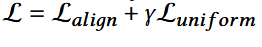 ℒ = ℒ_align + γℒ_uniform